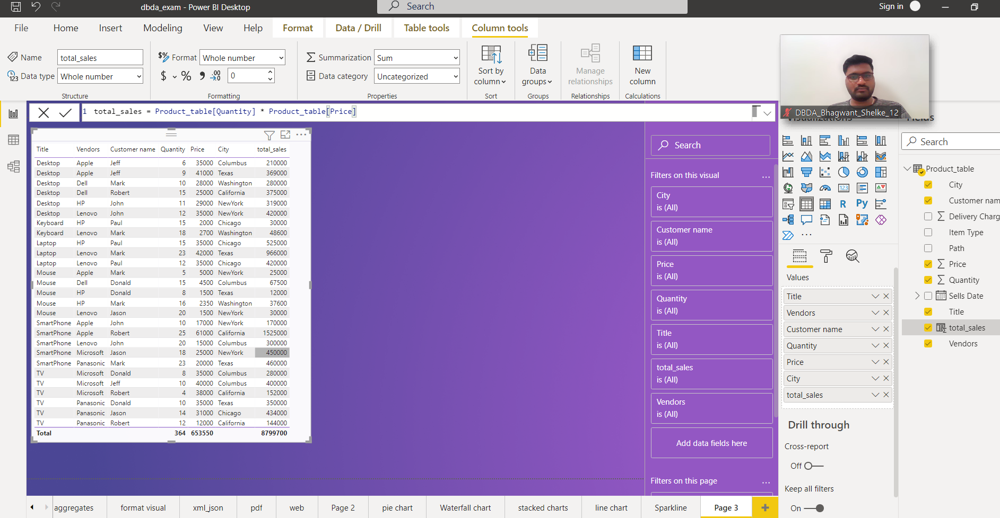 dbda_exam - Power BI Desktop
Search
Sign in
File Home Insert Modeling View Help Format Data / Drill Table tools Column tools
Name total_sales
Data type Whole number
Structure
Format Whole number
$ % 0
Formatting
Summarization Sum
Data category Uncategorized
Properties
Sort by column
Sort
Data groups
Groups
Manage relationships
Relationships
New column
Calculations
DBDA_Bhagwant_Shelke_12
1 total_sales = Product_table[Quantity] * Product_table[Price]
Title Vendors Customer name Quantity Price City total_sales
Desktop Apple Jeff 6 35000 Columbus 210000
Desktop Apple Jeff 9 41000 Texas 369000
Desktop Dell Mark 10 28000 Washington 280000
Desktop Dell Robert 15 25000 California 375000
Desktop HP John 11 29000 NewYork 319000
Desktop Lenovo John 12 35000 NewYork 420000
Keyboard HP Paul 15 2000 Chicago 30000
Keyboard Lenovo Mark 18 2700 Washington 48600
Laptop HP Paul 15 35000 Chicago 525000
Laptop Lenovo Mark 23 42000 Texas 966000
Laptop Lenovo Paul 12 35000 Chicago 420000
Mouse Apple Mark 5 5000 NewYork 25000
Mouse Dell Donald 15 4500 Columbus 67500
Mouse HP Donald 8 1500 Texas 12000
Mouse HP Mark 16 2350 Washington 37600
Mouse Lenovo Jason 20 1500 NewYork 30000
SmartPhone Apple John 10 17000 NewYork 170000
SmartPhone Apple Robert 25 61000 California 1525000
SmartPhone Lenovo John 20 15000 Columbus 300000
SmartPhone Microsoft Jason 18 25000 NewYork 450000
SmartPhone Panasonic Mark 23 20000 Texas 460000
TV Microsoft Donald 8 35000 Columbus 280000
TV Microsoft Jeff 10 40000 Columbus 400000
TV Microsoft Robert 4 38000 California 152000
TV Panasonic Donald 10 35000 Texas 350000
TV Panasonic Jason 14 31000 Chicago 434000
TV Panasonic Robert 12 12000 California 144000
Total 364 653550 8799700
Search
Filters on this visual
City
is (All)
Customer name
is (All)
Price
is (All)
Quantity
is (All)
Title
is (All)
total_sales
is (All)
Vendors
is (All)
Add data fields here
Filters on this page
Visualizations
123
R
Py
Values
Title
Vendors
Customer name
Quantity
Price
City
total_sales
Drill through
Cross-report
Off
Keep all filters
On
Fields
Search
Product_table
City
Customer nam
Delivery Charg
Item Type
Path
Price
Quantity
Sells Date
Title
total_sales
Vendors
aggregates format visual xml_json pdf web Page 2 pie chart Waterfall chart stacked charts line chart Sparkline Page 3